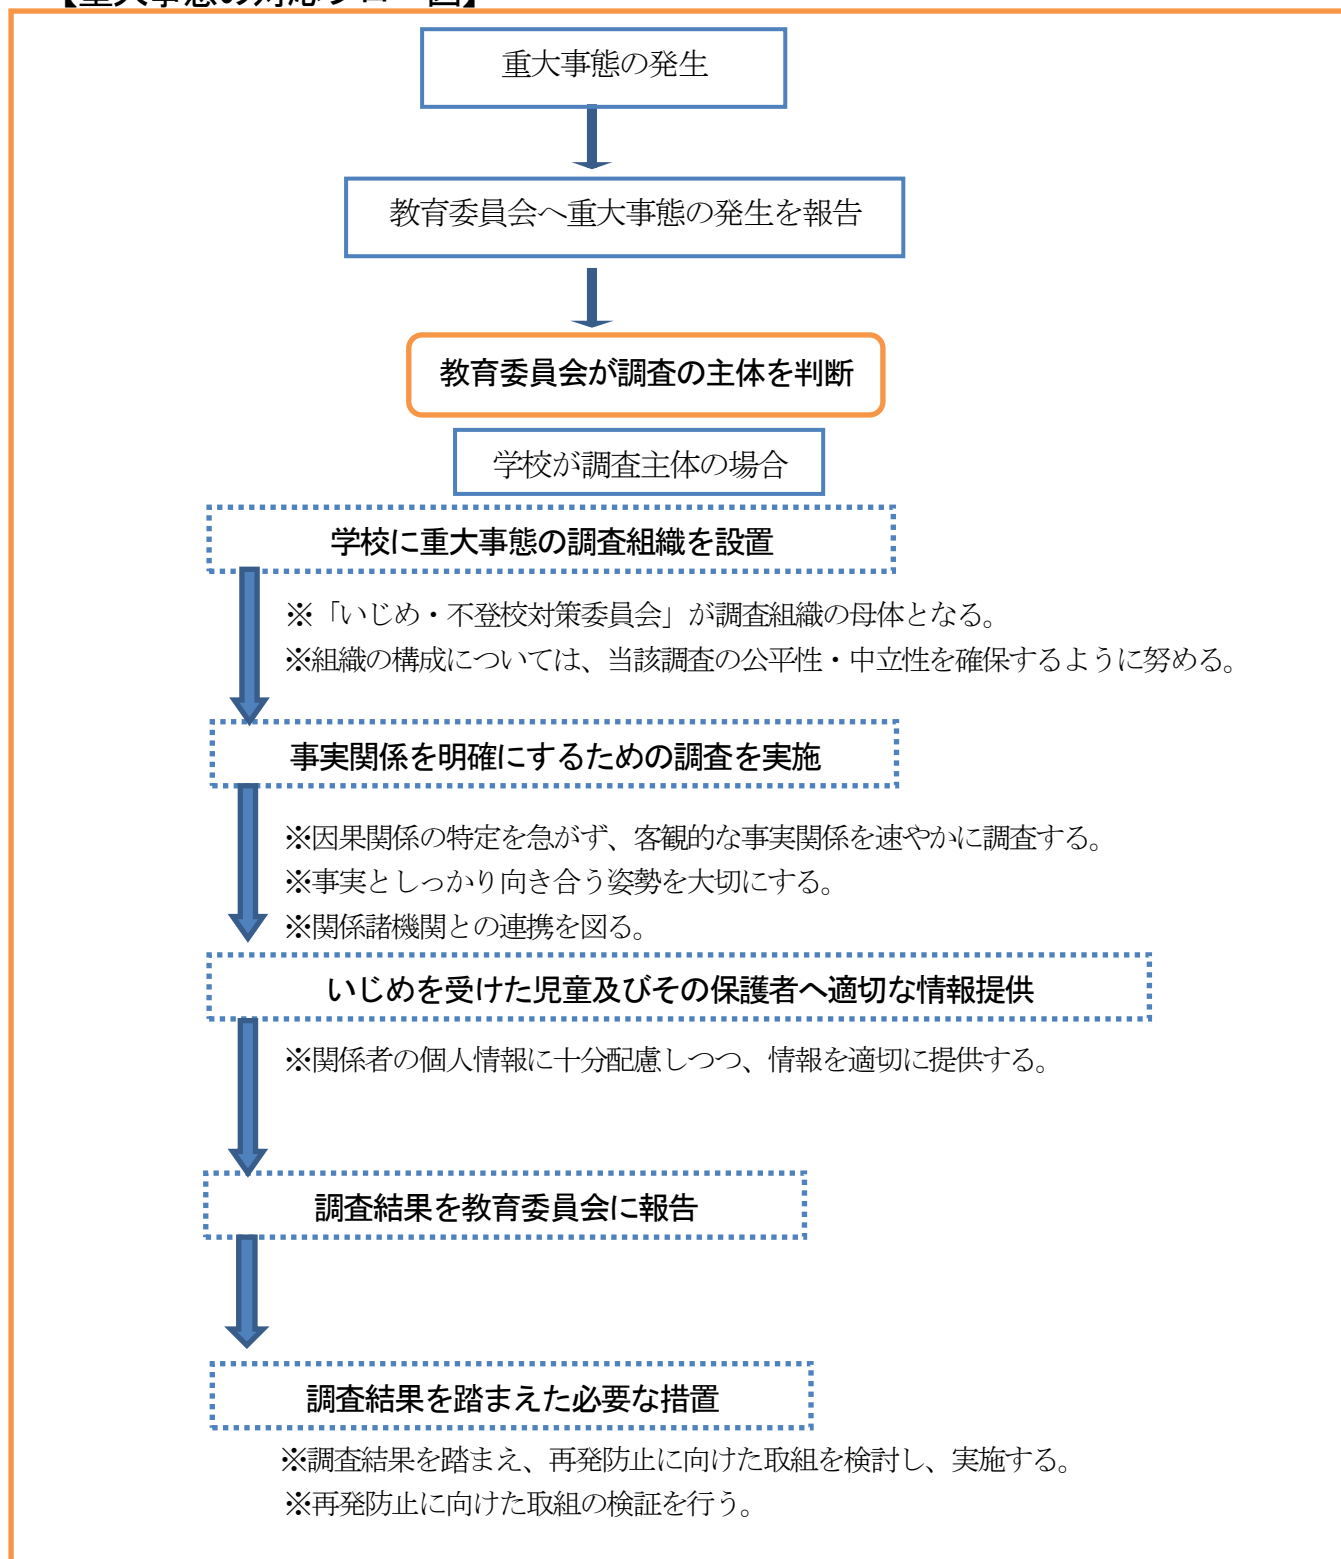 【重大事態の対応フロー図】
重大事態の発生
教育委員会へ重大事態の発生を報告
教育委員会が調査の主体を判断
学校が調査主体の場合
学校に重大事態の調査組織を設置
※「いじめ・不登校対策委員会」が調査組織の母体となる。
※組織の構成については、当該調査の公平性・中立性を確保するように努める。
事実関係を明確にするための調査を実施
※因果関係の特定を急がず、客観的な事実関係を速やかに調査する。
※事実としっかり向き合う姿勢を大切にする。
※関係諸機関との連携を図る。
いじめを受けた児童及びその保護者へ適切な情報提供
※関係者の個人情報に十分配慮しつつ、情報を適切に提供する。
調査結果を教育委員会に報告
調査結果を踏まえた必要な措置
※調査結果を踏まえ、再発防止に向けた取組を検討し、実施する。
※再発防止に向けた取組の検証を行う。